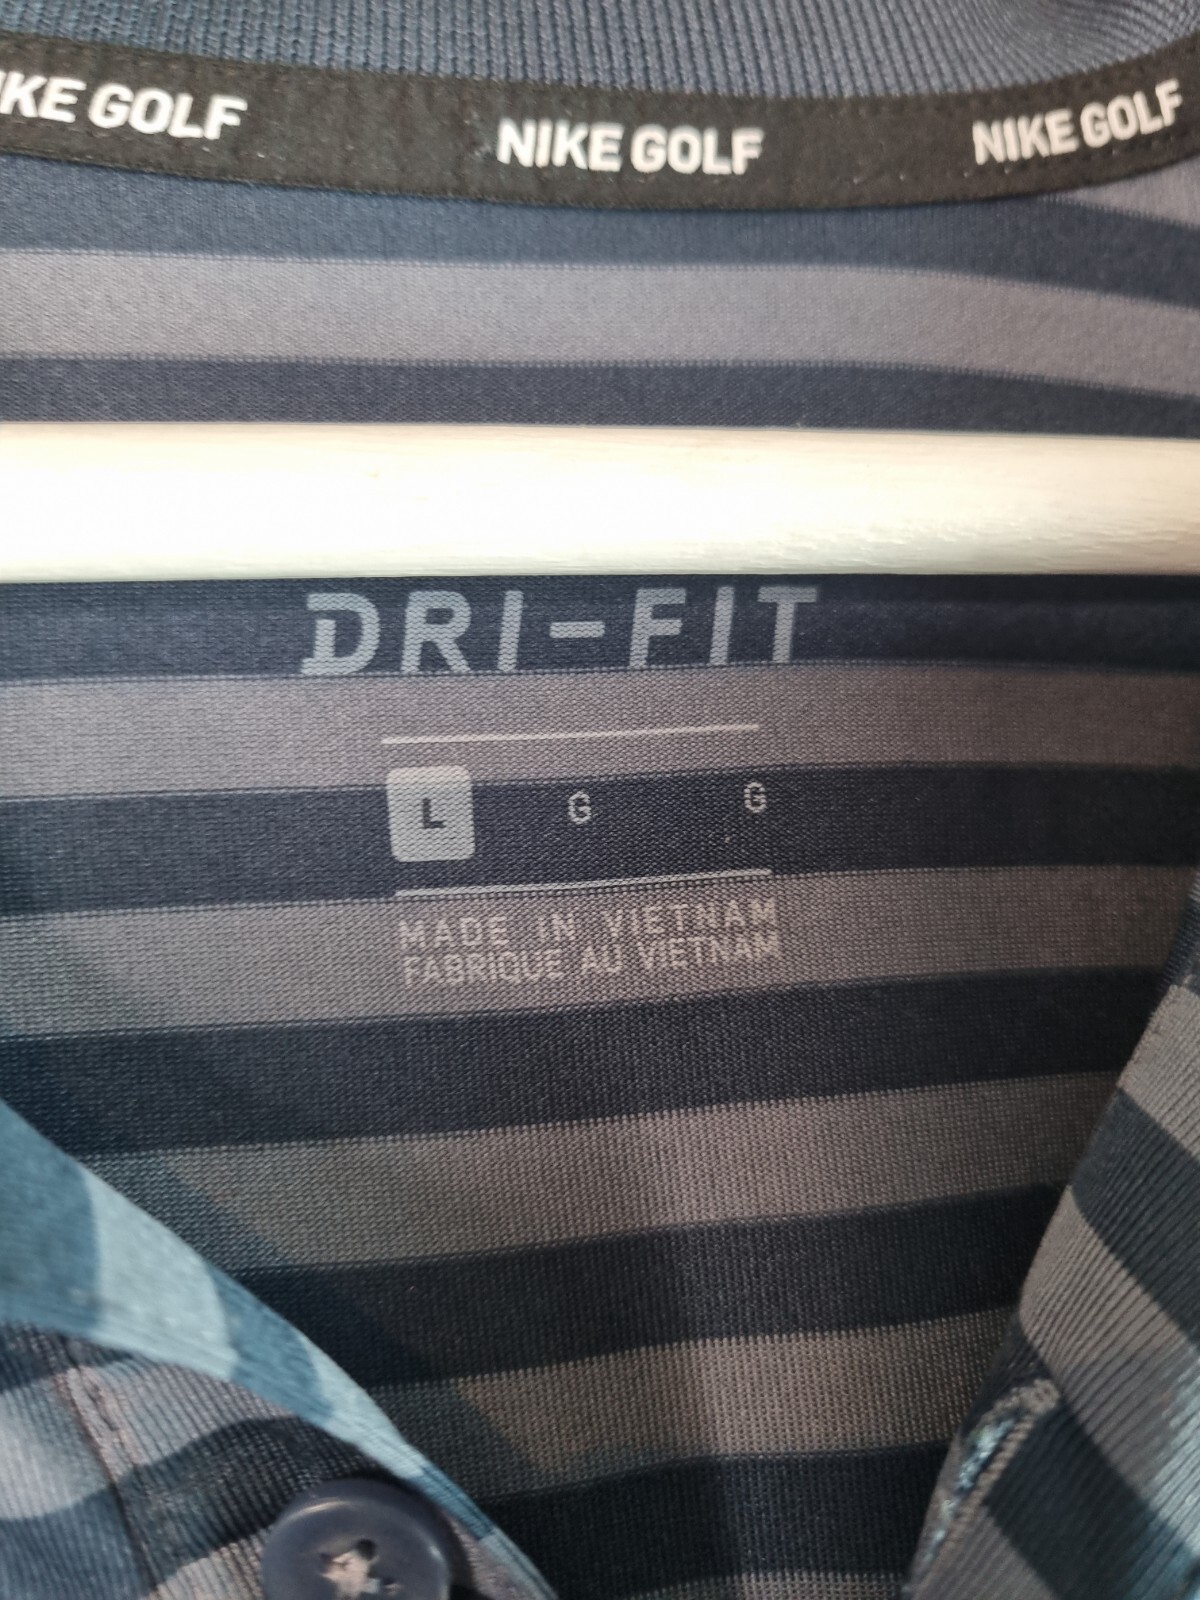 IKE GOLF NIKE GOLF NIKE GOLF
DRI-FIT
L G G
MADE IN VIETNAM
FABRIQUE AU VIETNAM